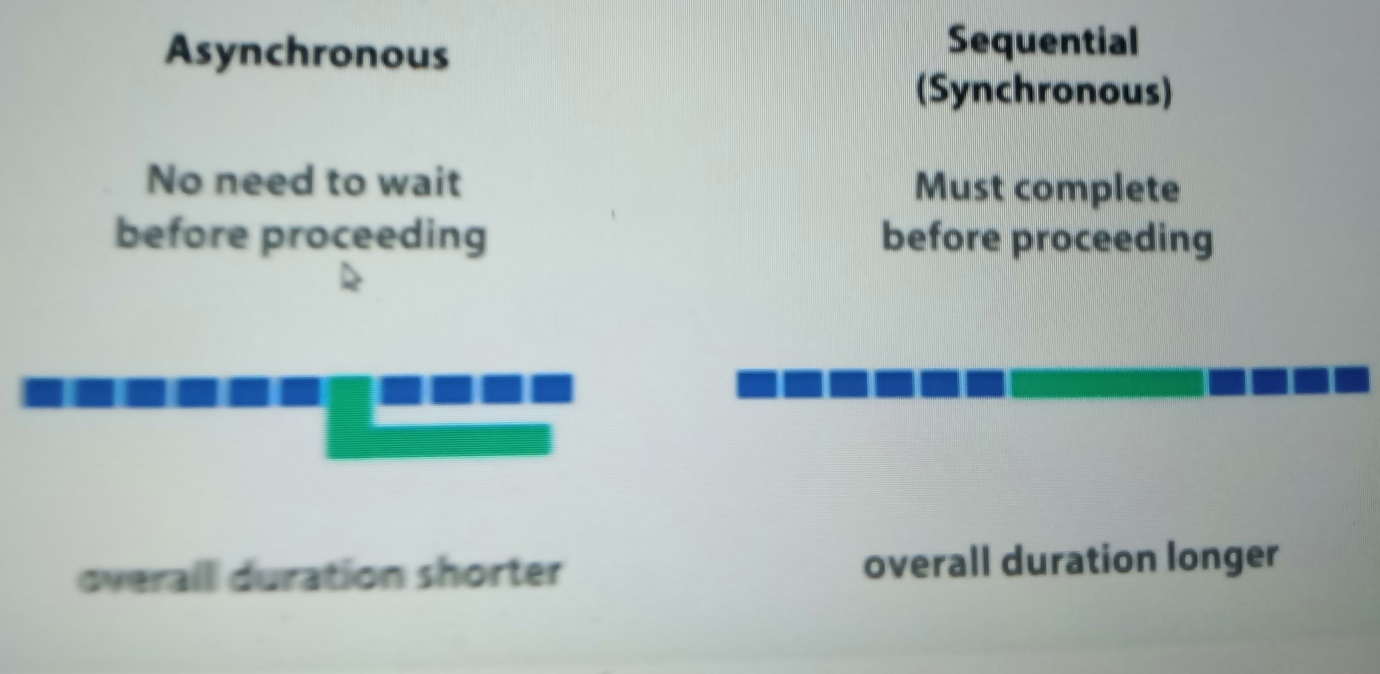 Asynchronous
No need to wait
before proceeding
overall duration shorter
Sequential
(Synchronous)
Must complete
before proceeding
overall duration longer